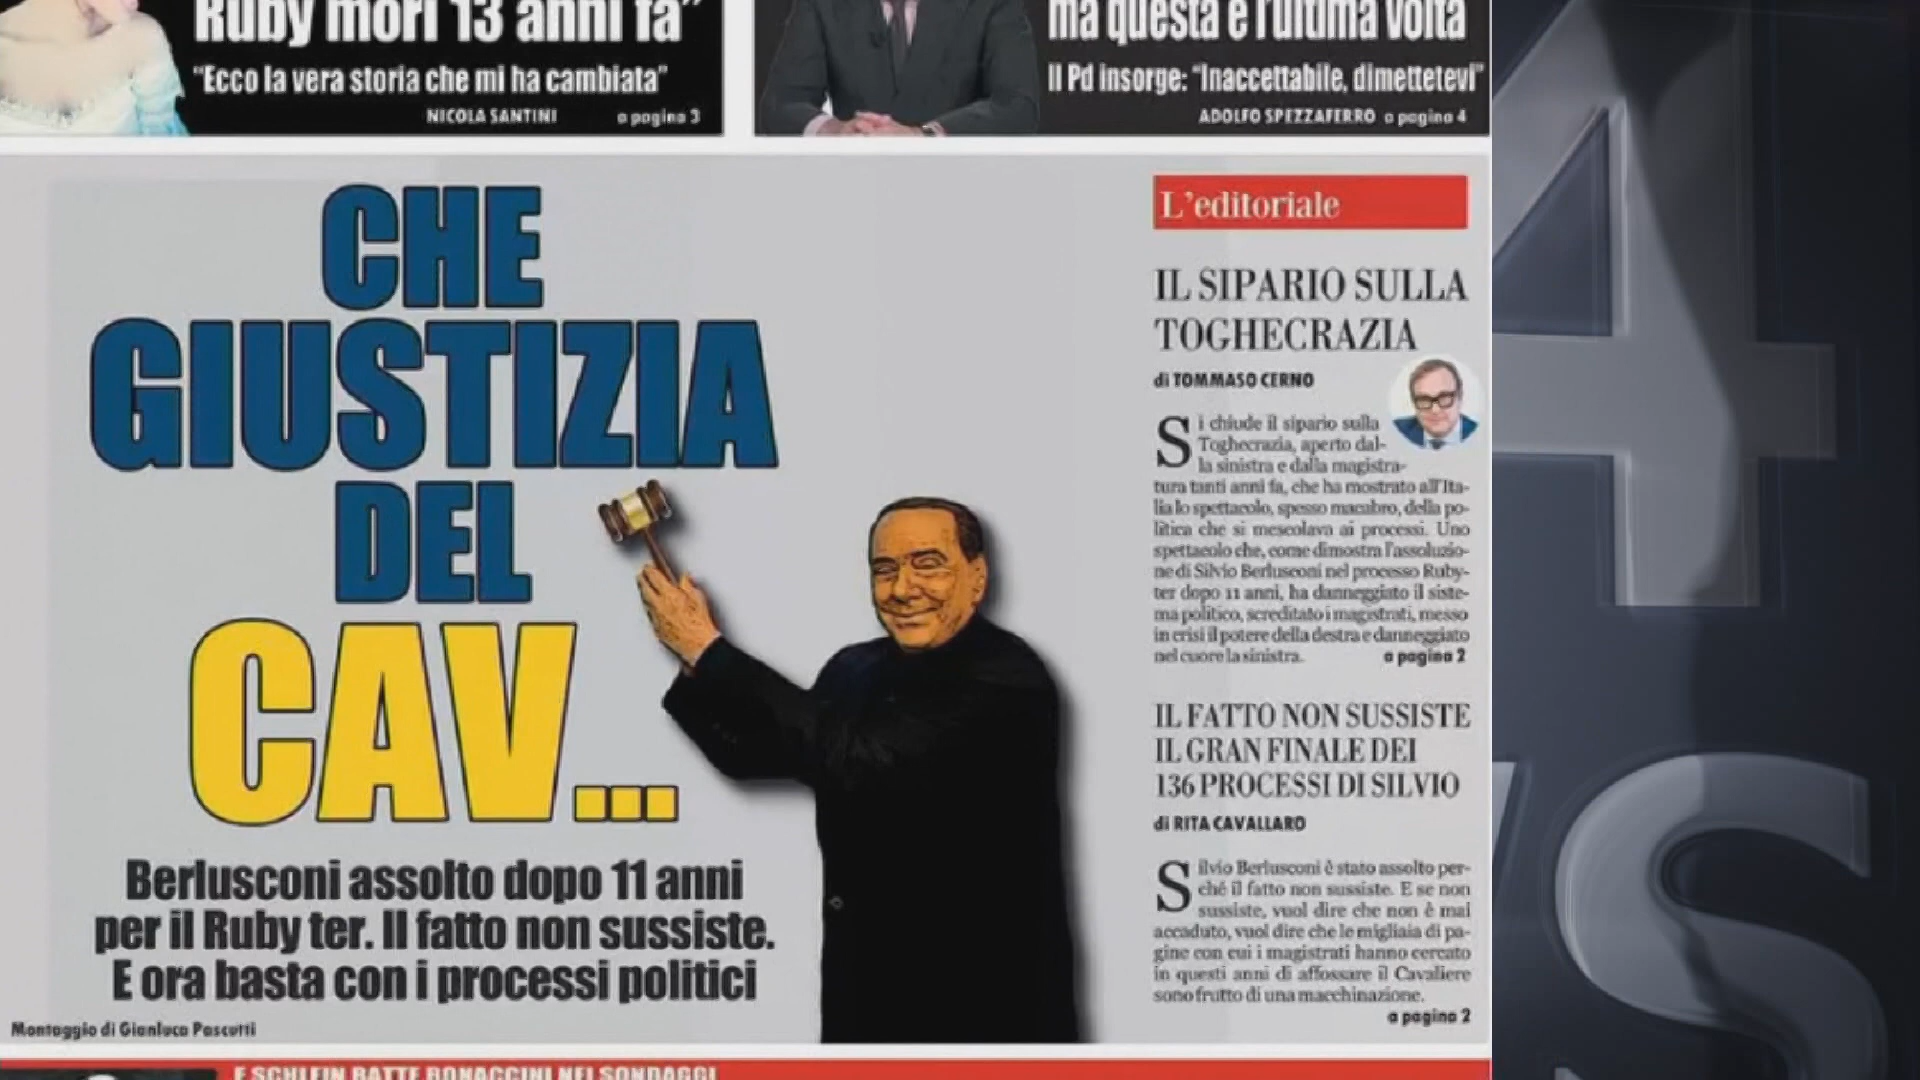 Ruby morì 13 anni fa”
“Ecco la vera storia che mi ha cambiata”
NICOLA SANTINI a pagina 3
ma questa è l'ultima volta
Il Pd insorge: “Inaccettabile, dimettetevi”
ADOLFO SPEZZAFERRO a pagina 4
CHE
GIUSTIZIA
DEL
CAV...
Berlusconi assolto dopo 11 anni
per il Ruby ter. Il fatto non sussiste.
E ora basta con i processi politici
Montaggio di Gianluca Pascutti
L'editoriale
IL SIPARIO SULLA
TOGHECRAZIA
di TOMMASO CERNO
Si chiude il sipario sulla
Toghecrazia, aperto dal-
la sinistra e dalla magistra-
tura tanti anni fa, che ha mostrato all'Ita-
lia lo spettacolo, spesso macabro, della po-
litica che si mescolava ai processi. Uno
spettacolo che, come dimostra l'assoluzio-
ne di Silvio Berlusconi nel processo Ruby-
ter dopo 11 anni, ha danneggiato il siste-
ma politico, screditato i magistrati, messo
in crisi il potere della destra e danneggiato
nel cuore la sinistra. a pagina 2
IL FATTO NON SUSSISTE
IL GRAN FINALE DEI
136 PROCESSI DI SILVIO
di RITA CAVALLARO
Silvio Berlusconi è stato assolto per-
ché il fatto non sussiste. E se non
sussiste, vuol dire che non è mai
accaduto, vuol dire che le migliaia di pa-
gine con cui i magistrati hanno cercato
in questi anni di affossare il Cavaliere
sono frutto di una macchinazione.
a pagina 2
E SCHLEIN BATTE BONACCINI NEI SONDAGGI
4
S